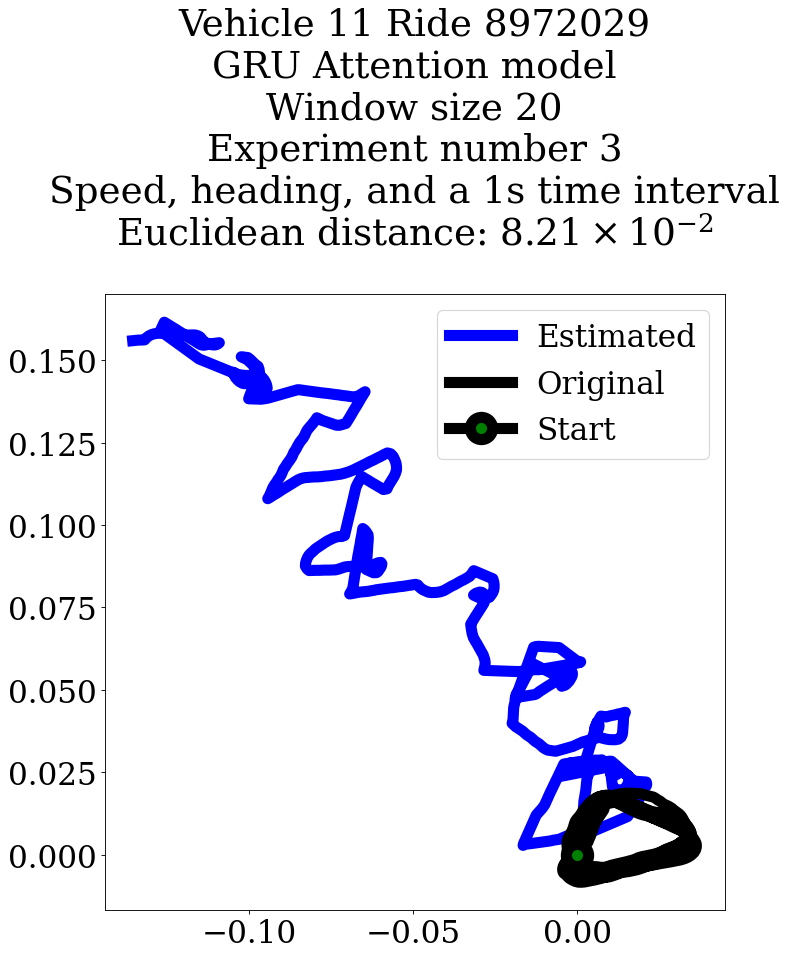 Vehicle 11 Ride 8972029
GRU Attention model
Window size 20
Experiment number 3
Speed, heading, and a 1s time interval
Euclidean distance: 8.21 × 10⁻²
Estimated
Original
Start
0.150
0.125
0.100
0.075
0.050
0.025
0.000
−0.10
−0.05
0.00